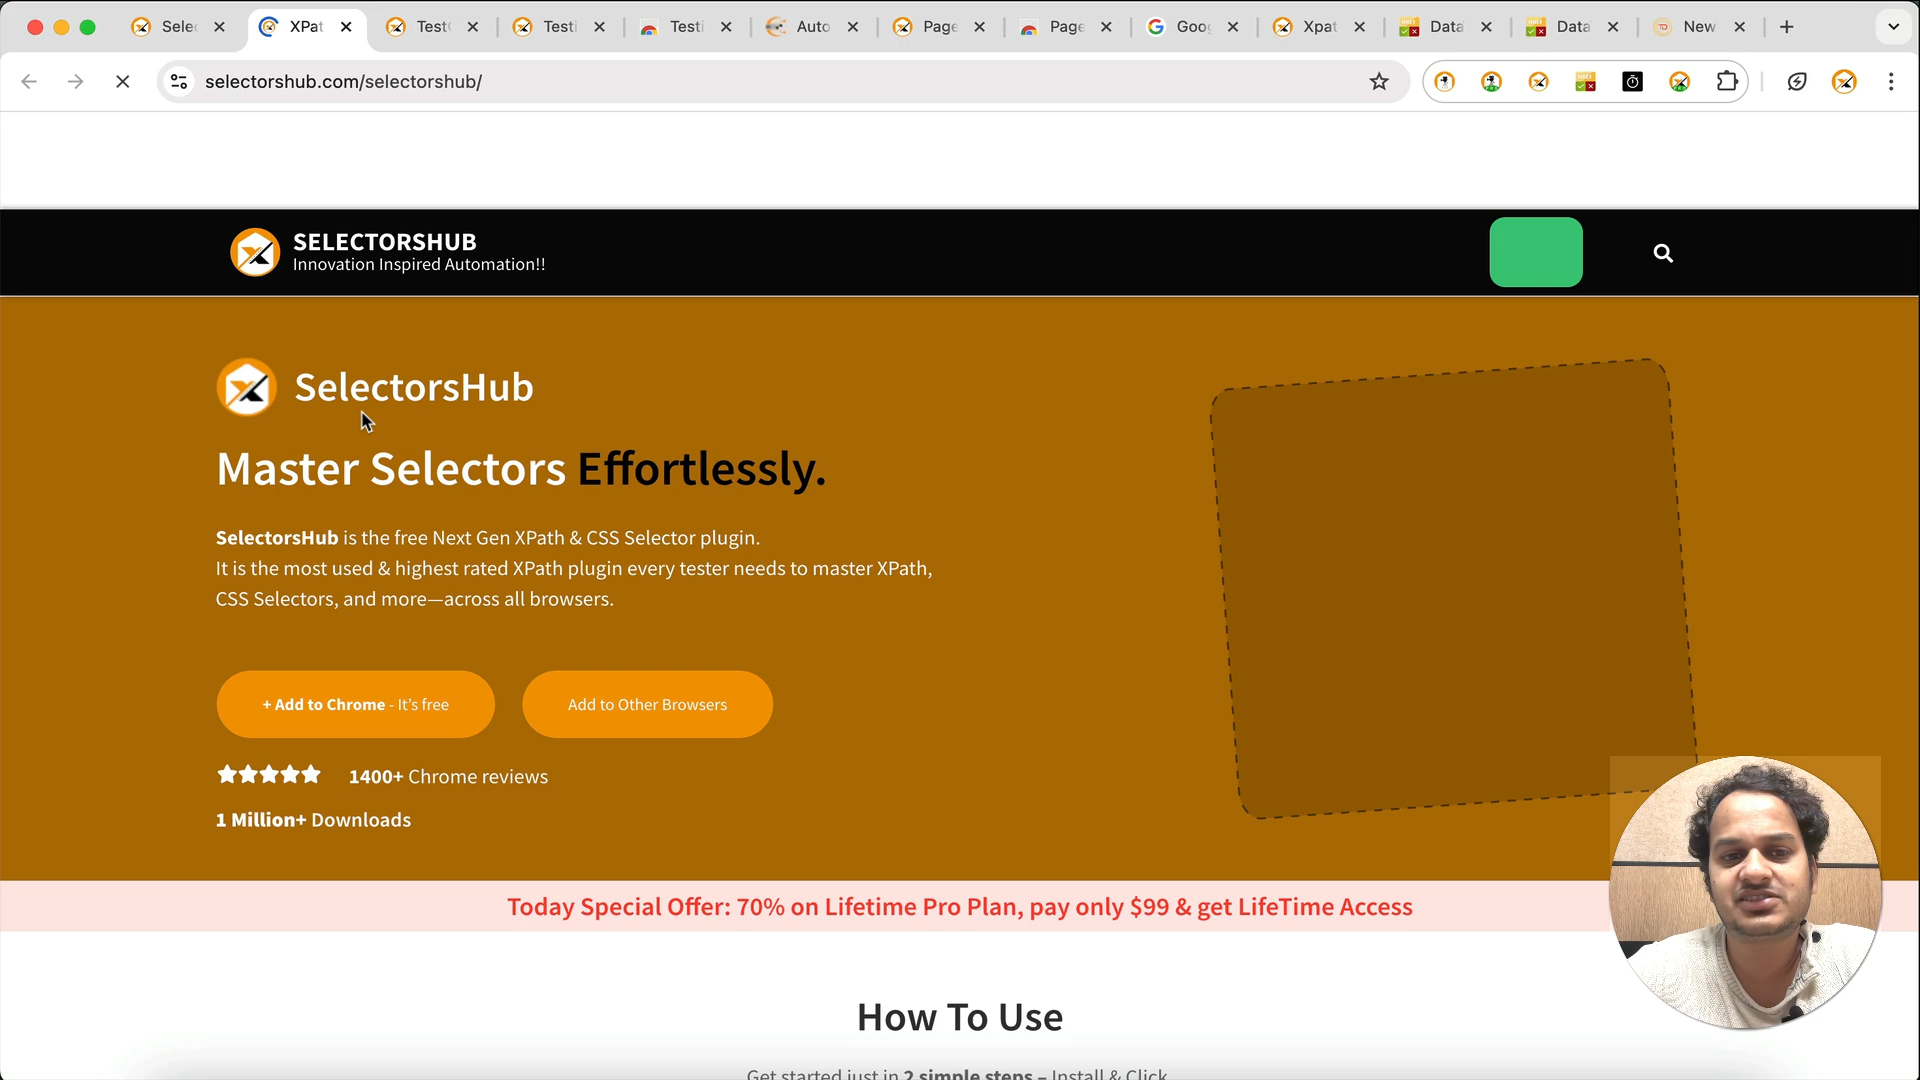 Selec
XPat
Test
Testi
Testi
Auto
Page
Page
Goog
Xpat
Data
Data
New
selectorshub.com/selectorshub/
SELECTORSHUB
Innovation Inspired Automation!!
SelectorsHub
Master Selectors Effortlessly.
SelectorsHub is the free Next Gen XPath & CSS Selector plugin.
It is the most used & highest rated XPath plugin every tester needs to master XPath,
CSS Selectors, and more—across all browsers.
+ Add to Chrome - It's free
Add to Other Browsers
1400+ Chrome reviews
1 Million+ Downloads
Today Special Offer: 70% on Lifetime Pro Plan, pay only $99 & get LifeTime Access
How To Use
Get started just in 2 simple steps – Install & Click